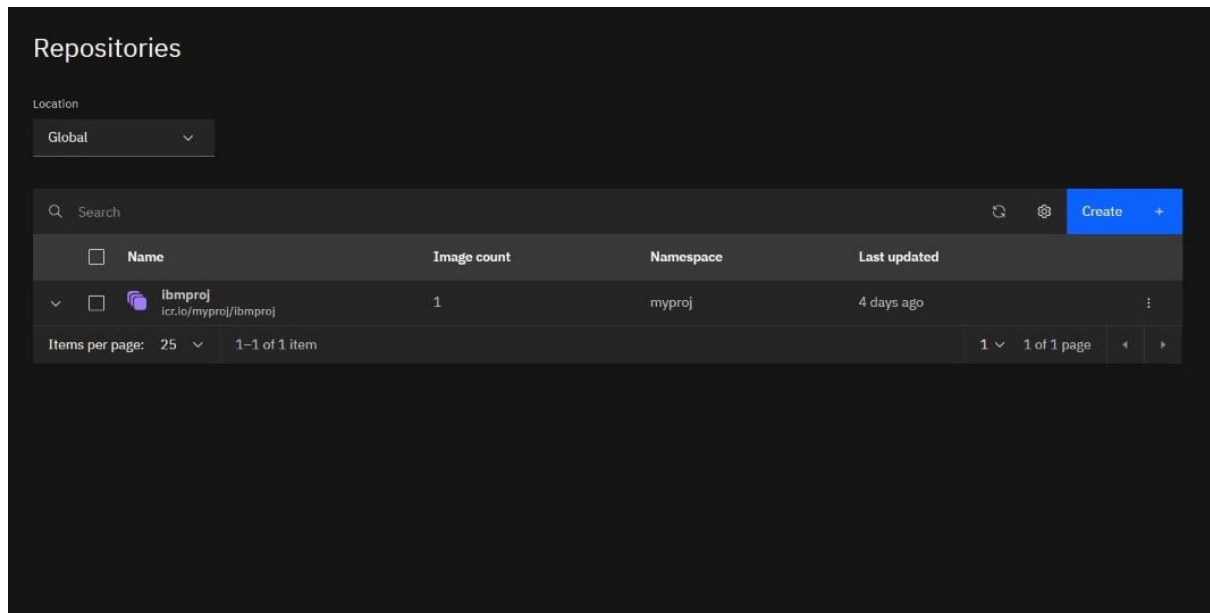 Repositories
Location
Global
Search
Create +
Name Image count Namespace Last updated
ibmproj 1 myproj 4 days ago
icr.io/myproj/ibmproj
Items per page: 25 1–1 of 1 item 1 1 of 1 page